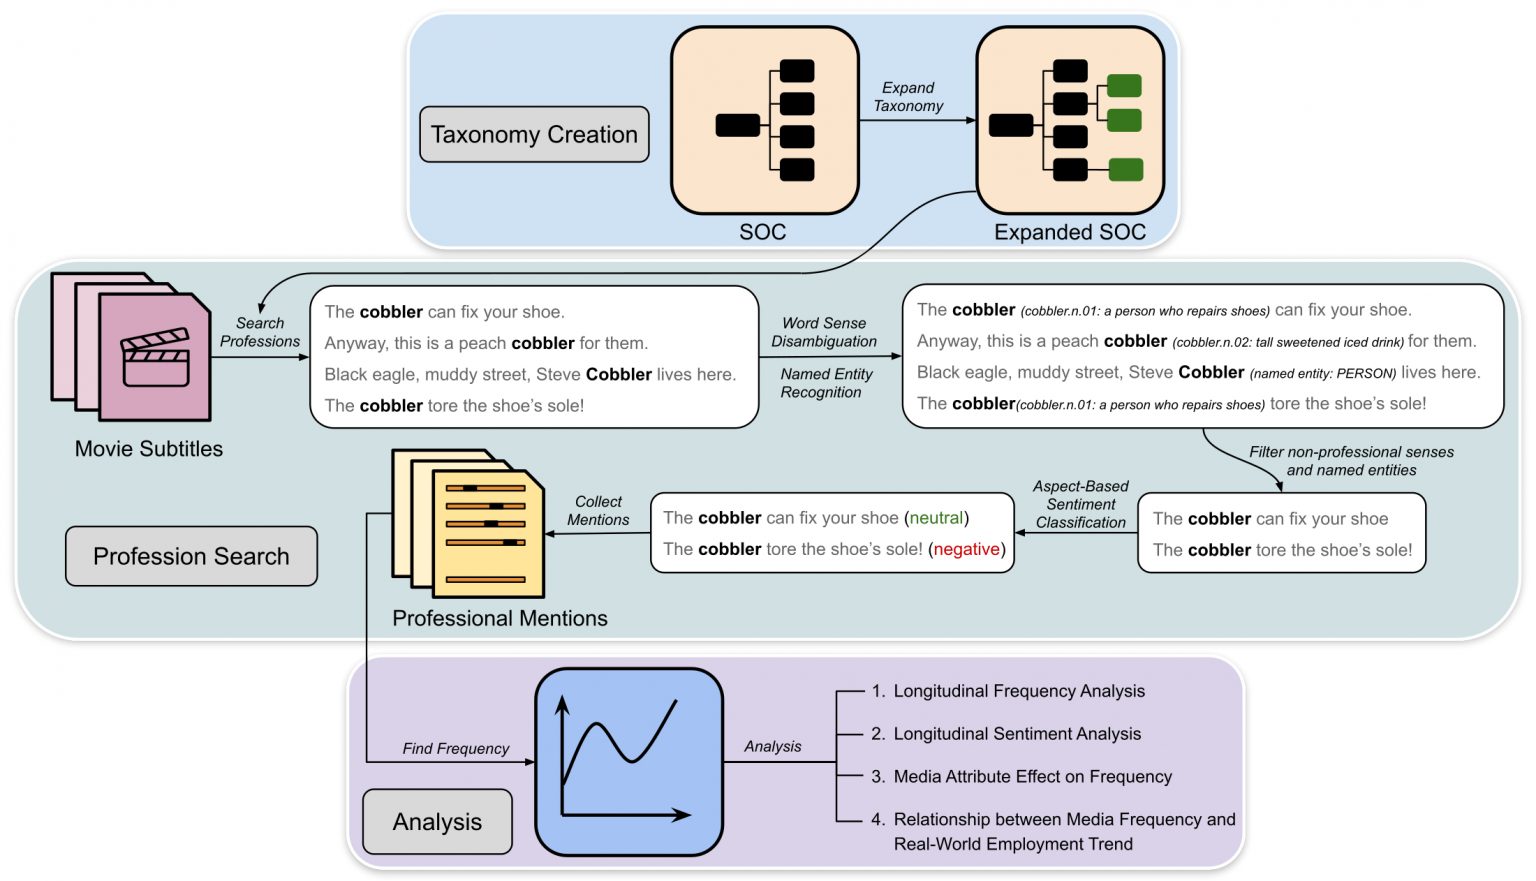 Expand
Taxonomy
Taxonomy Creation
SOC
Expanded SOC
Search
Professions
Movie Subtitles
The cobbler can fix your shoe.
Anyway, this is a peach cobbler for them.
Black eagle, muddy street, Steve Cobbler lives here.
The cobbler tore the shoe's sole!
Word Sense
Disambiguation
Named Entity
Recognition
The cobbler (cobbler.n.01: a person who repairs shoes) can fix your shoe.
Anyway, this is a peach cobbler (cobbler.n.02: tall sweetened iced drink) for them.
Black eagle, muddy street, Steve Cobbler (named entity: PERSON) lives here.
The cobbler(cobbler.n.01: a person who repairs shoes) tore the shoe's sole!
Filter non-professional senses
and named entities
The cobbler can fix your shoe
The cobbler tore the shoe's sole!
Aspect-Based
Sentiment
Classification
The cobbler can fix your shoe (neutral)
The cobbler tore the shoe's sole! (negative)
Collect
Mentions
Professional Mentions
Profession Search
Find Frequency
Analysis
Analysis
1. Longitudinal Frequency Analysis
2. Longitudinal Sentiment Analysis
3. Media Attribute Effect on Frequency
4. Relationship between Media Frequency and
Real-World Employment Trend